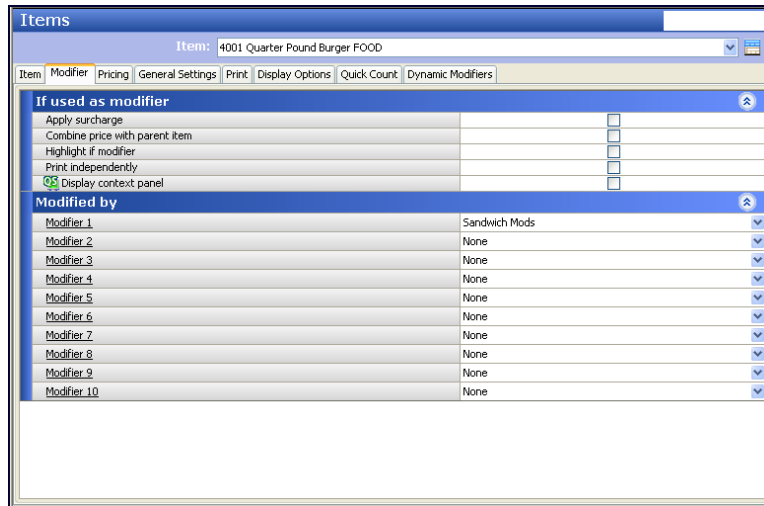 Items
Item: 4001 Quarter Pound Burger FOOD
Item Modifier Pricing General Settings Print Display Options Quick Count Dynamic Modifiers
If used as modifier
Apply surcharge
Combine price with parent item
Highlight if modifier
Print independently
QS Display context panel
Modified by
Modifier 1 Sandwich Mods
Modifier 2 None
Modifier 3 None
Modifier 4 None
Modifier 5 None
Modifier 6 None
Modifier 7 None
Modifier 8 None
Modifier 9 None
Modifier 10 None